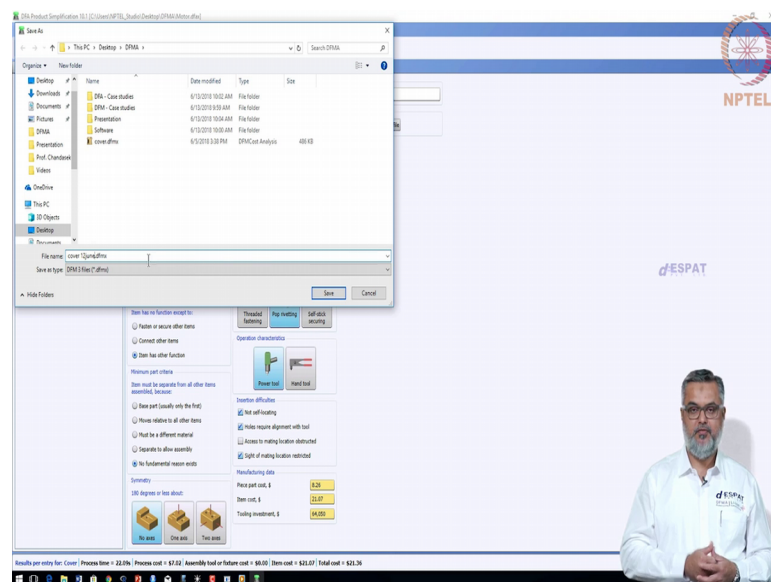 DFA Product Simplification 10.1 [C:\Users\NPTEL_Studio\Desktop\DFMA\Motor.dfax]
Save As
This PC > Desktop > DFMA >
Search DFMA
Organize
New folder
Desktop
Downloads
Documents
Pictures
DFMA
Presentation
Prof. Chandasek
Videos
OneDrive
This PC
3D Objects
Desktop
Documents
Name Date modified Type Size
DFA - Case studies 6/13/2018 10:02 AM File folder
DFM - Case studies 6/13/2018 9:59 AM File folder
Presentation 6/13/2018 10:04 AM File folder
Software 6/13/2018 10:00 AM File folder
cover.dfmx 6/5/2018 3:38 PM DFMCost Analysis 486 KB
File name: cover 12june.dfmx
Save as type: DFM 3 files (*.dfmx)
Hide Folders
Save
Cancel
NPTEL
dESPAT
Item has no function except to:
Fasten or secure other items
Connect other items
Item has other function
Minimum part criteria
Item must be separate from all other items
assembled, because:
Base part (usually only the first)
Moves relative to all other items
Must be a different material
Separate to allow assembly
No fundamental reason exists
Symmetry
180 degrees or less about:
No axes
One axis
Two axes
Threaded
fastening
Pop rivetting
Self-stick
securing
Operation characteristics
Power tool
Hand tool
Insertion difficulties
Not self-locating
Holes require alignment with tool
Access to mating location obstructed
Sight of mating location restricted
Manufacturing data
Piece part cost, $ 8.26
Item cost, $ 21.07
Tooling investment, $ 64,050
Results per entry for: Cover | Process time = 22.09s | Process cost = $7.02 | Assembly tool or fixture cost = $0.00 | Item cost = $21.07 | Total cost = $21.36
dESPAT